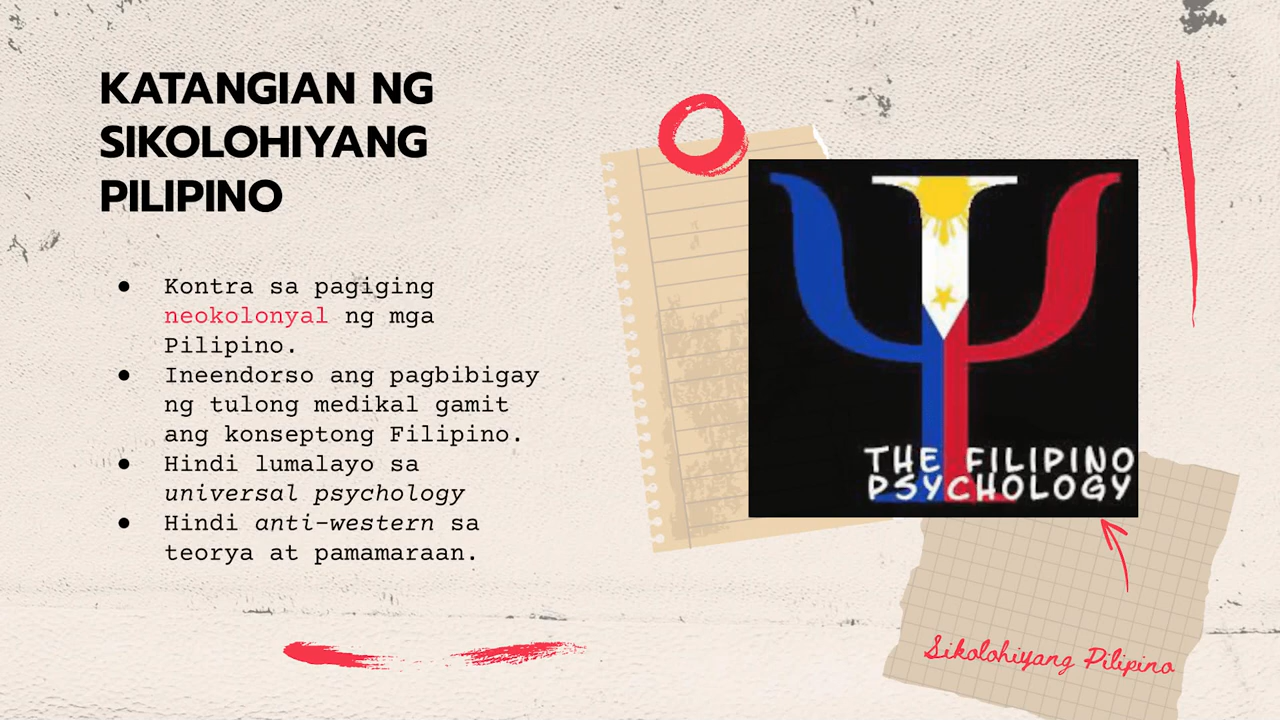 KATANGIAN NG
SIKOLOHIYANG
PILIPINO
● Kontra sa pagiging
neokolonyal ng mga
Pilipino.
● Ineendorso ang pagbibigay
ng tulong medikal gamit
ang konseptong Filipino.
● Hindi lumalayo sa
universal psychology
● Hindi anti-western sa
teorya at pamamaraan.
THE FILIPINO
PSYCHOLOGY
Sikolohiyang Pilipino